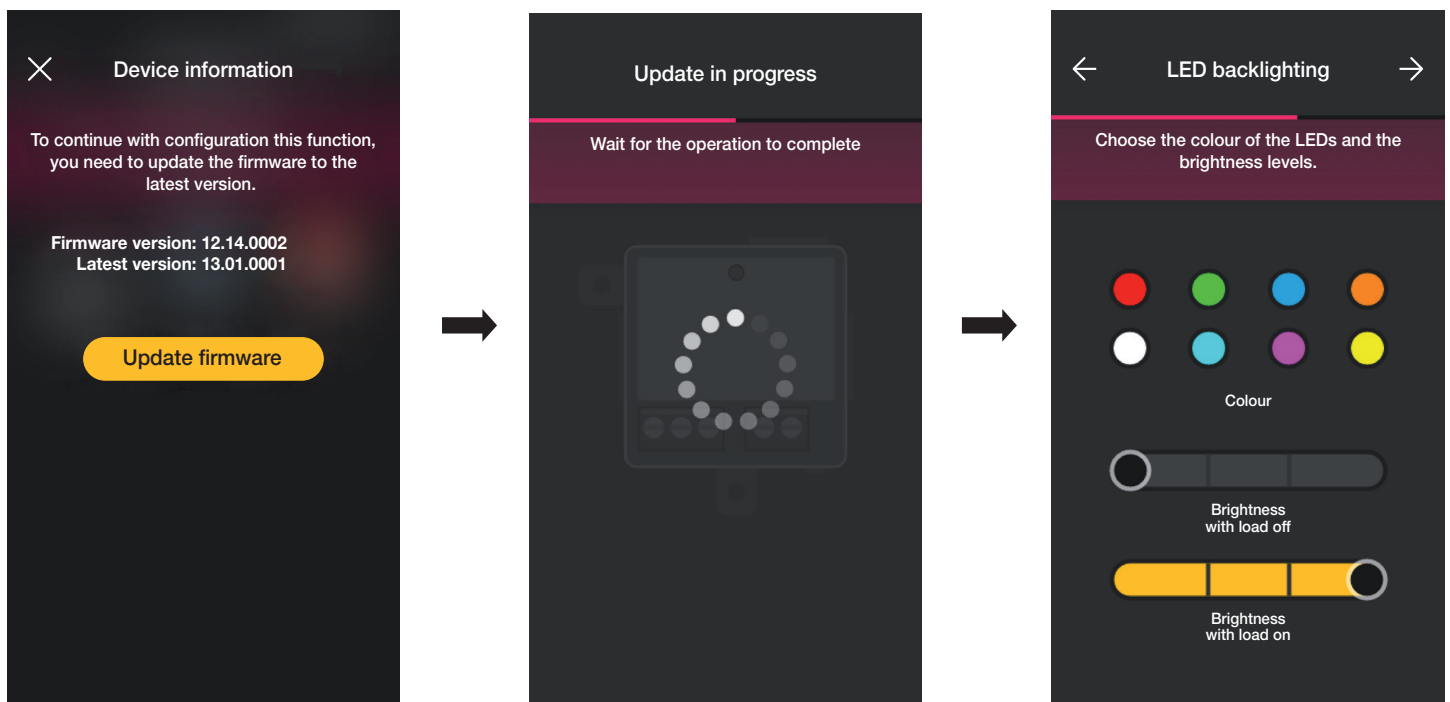 Device information
To continue with configuration this function,
you need to update the firmware to the
latest version.
Firmware version: 12.14.0002
Latest version: 13.01.0001
Update firmware
Update in progress
Wait for the operation to complete
LED backlighting
Choose the colour of the LEDs and the
brightness levels.
Colour
Brightness
with load off
Brightness
with load on